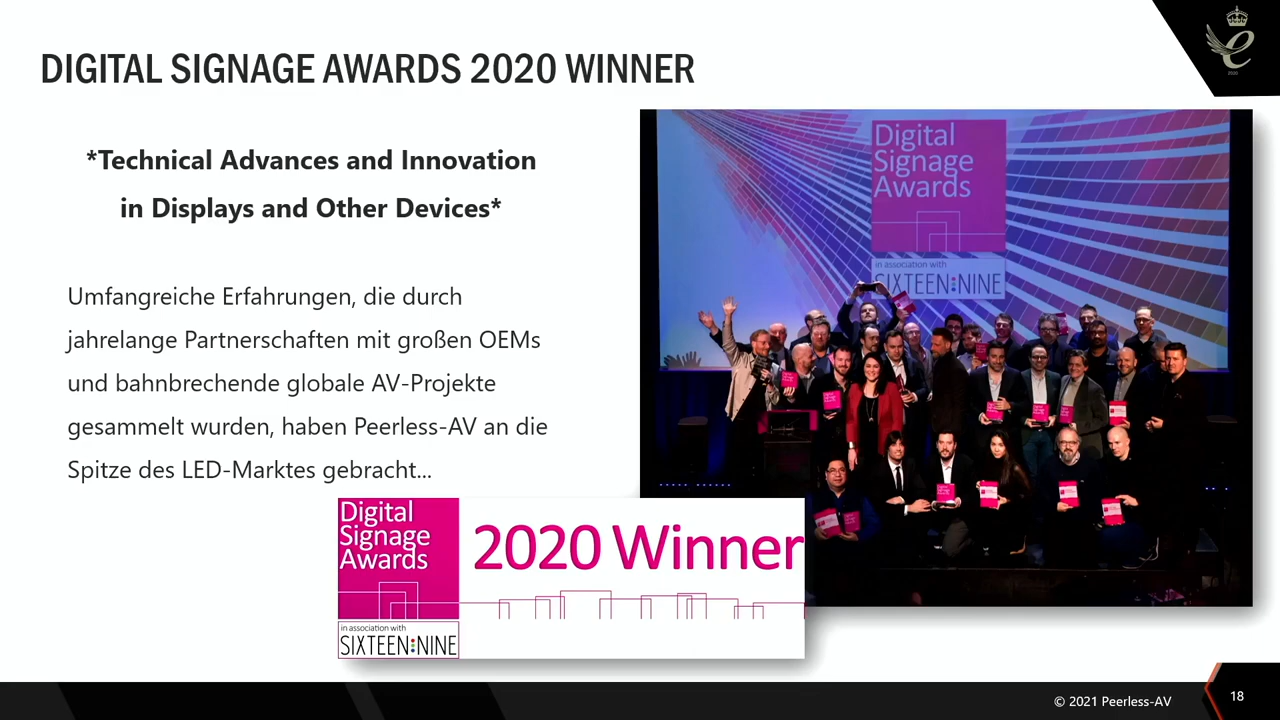 DIGITAL SIGNAGE AWARDS 2020 WINNER
*Technical Advances and Innovation
in Displays and Other Devices*
Umfangreiche Erfahrungen, die durch
jahrelange Partnerschaften mit großen OEMs
und bahnbrechende globale AV-Projekte
gesammelt wurden, haben Peerless-AV an die
Spitze des LED-Marktes gebracht...
Digital
Signage
Awards
in association with
SIXTEEN:NINE
Digital
Signage
Awards
2020 Winner
in association with
SIXTEEN:NINE
2020
© 2021 Peerless-AV
18